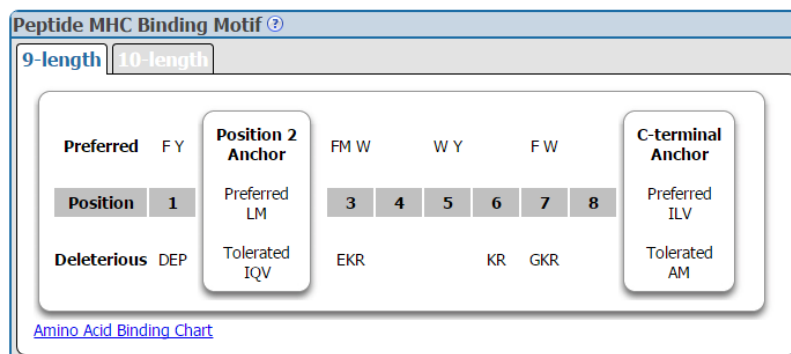 Peptide MHC Binding Motif ?
9-length 10-length
Preferred F Y Position 2 Anchor FM W W Y F W C-terminal Anchor
Position 1 Preferred LM 3 4 5 6 7 8 Preferred ILV
Deleterious DEP Tolerated IQV EKR KR GKR Tolerated AM
Amino Acid Binding Chart